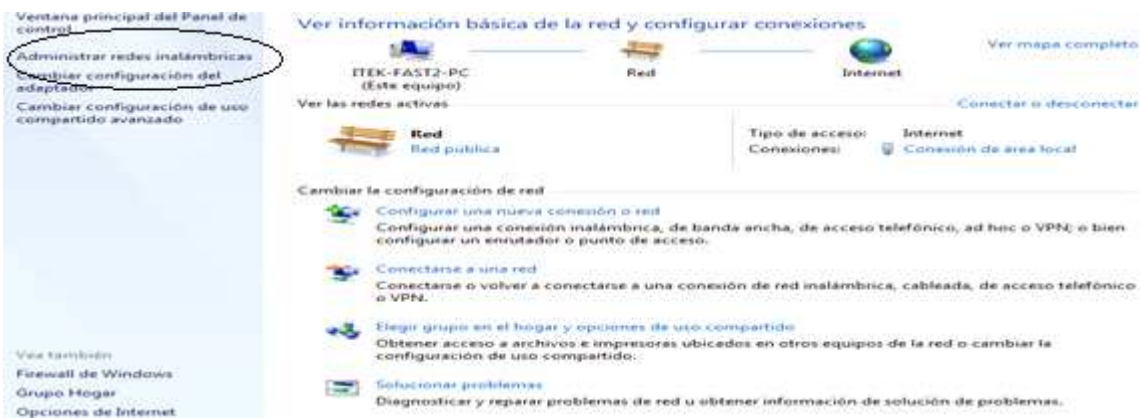 Ventana principal del Panel de
control
Administrar redes inalámbricas
Cambiar configuración del
adaptador
Cambiar configuración de uso
compartido avanzado
Vea también
Firewall de Windows
Grupo Hogar
Opciones de Internet
Ver información básica de la red y configurar conexiones
Ver mapa completo
ITEK-FAST2-PC
(Este equipo)
Red
Internet
Ver las redes activas
Conectar o desconectar
Red
Red pública
Tipo de acceso: Internet
Conexiones: Conexión de área local
Cambiar la configuración de red
Configurar una nueva conexión o red
Configurar una conexión inalámbrica, de banda ancha, de acceso telefónico, ad hoc o VPN; o bien
configurar un enrutador o punto de acceso.
Conectarse a una red
Conectarse o volver a conectarse a una conexión de red inalámbrica, cableada, de acceso telefónico
o VPN.
Elegir grupo en el hogar y opciones de uso compartido
Obtener acceso a archivos e impresoras ubicados en otros equipos de la red o cambiar la
configuración de uso compartido.
Solucionar problemas
Diagnosticar y reparar problemas de red u obtener información de solución de problemas.